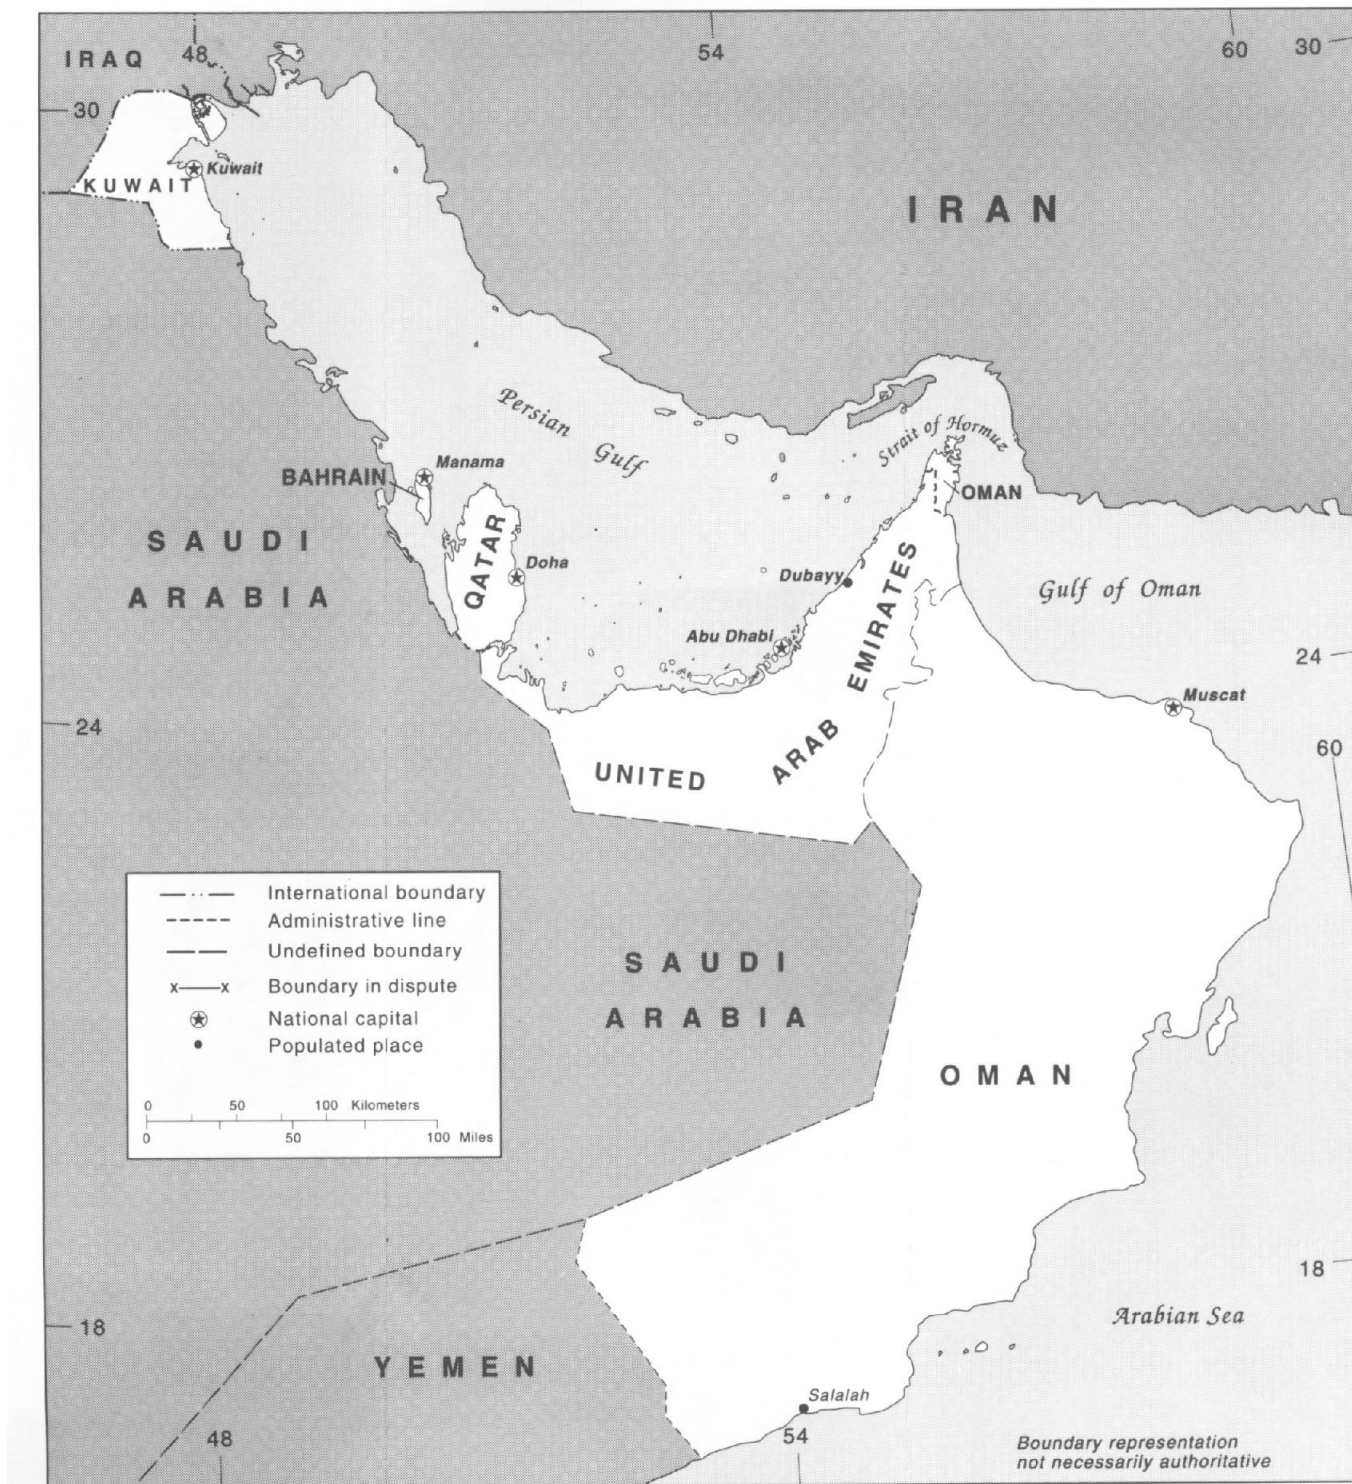 IRAQ
48
54
60
30
30
Kuwait
KUWAIT
IRAN
Persian Gulf
Strait of Hormuz
Manama
BAHRAIN
OMAN
QATAR
Doha
SAUDI
ARABIA
Dubayy
Gulf of Oman
Abu Dhabi
UNITED ARAB EMIRATES
24
Muscat
24
60
International boundary
Administrative line
Undefined boundary
x x Boundary in dispute
National capital
Populated place
0 50 100 Kilometers
0 50 100 Miles
SAUDI
ARABIA
OMAN
18
Arabian Sea
18
YEMEN
Salalah
48
54
Boundary representation
not necessarily authoritative